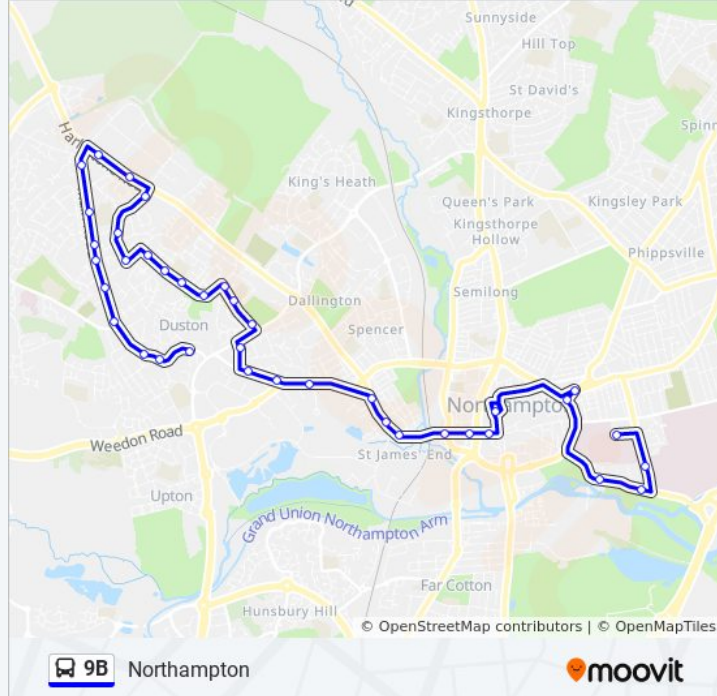 Sunnyside
Hill Top
St David's
Kingsthorpe
Spinn
Harl
King's Heath
Queen's Park
Kingsley Park
Kingsthorpe
Hollow
Phippsville
Semilong
Dallington
Duston
Spencer
Northampton
Weedon Road
St James' End
Upton
Grand Union Northampton Arm
Far Cotton
Hunsbury Hill
© OpenStreetMap contributors | © OpenMapTiles
9B Northampton
moovit